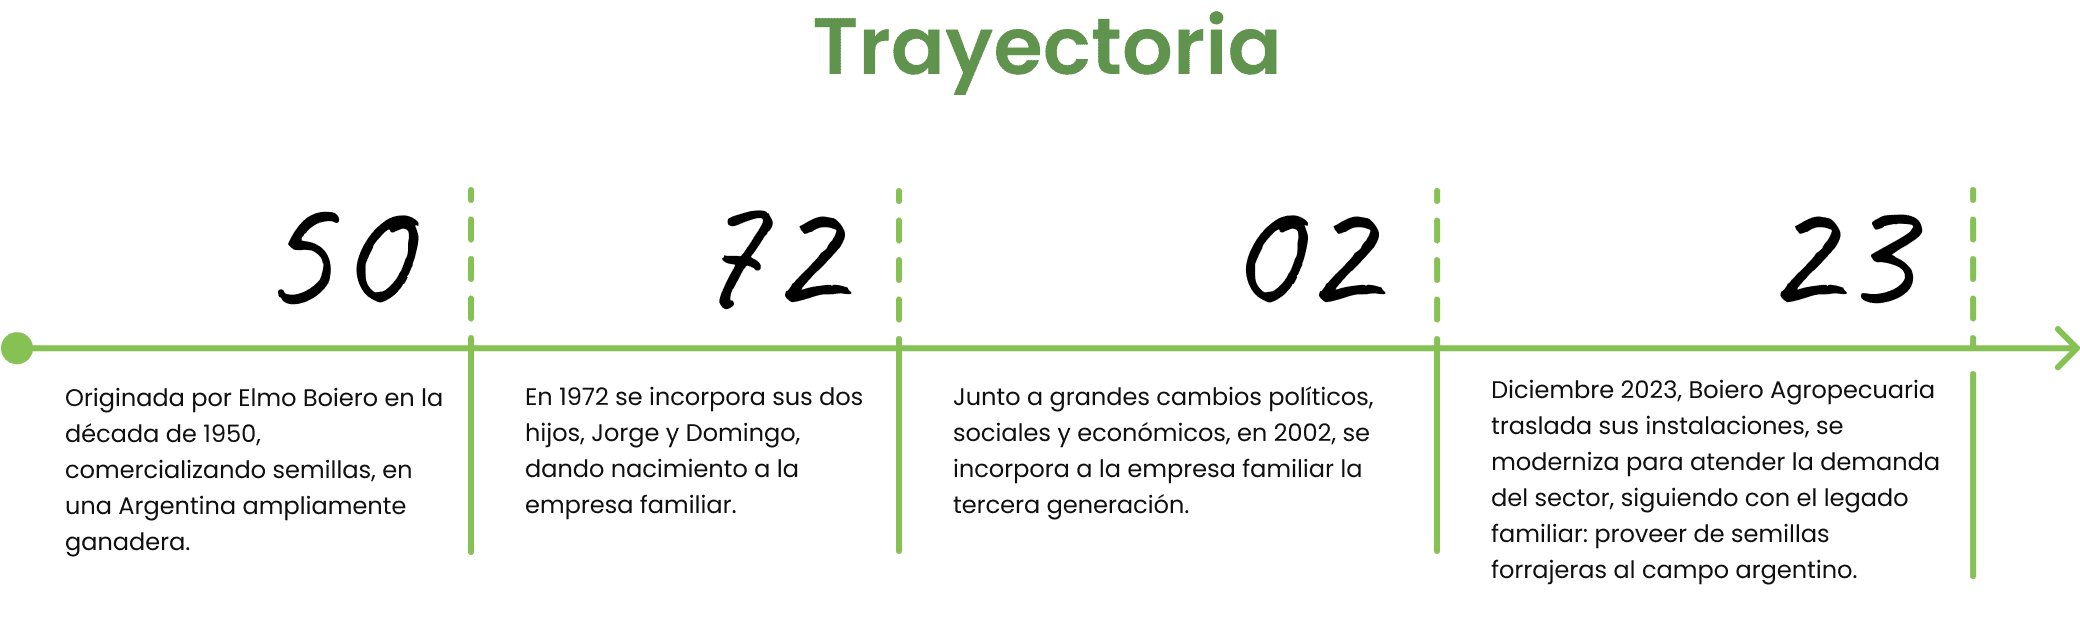 Trayectoria
50
Originada por Elmo Boiero en la
década de 1950,
comercializando semillas, en
una Argentina ampliamente
ganadera.
72
En 1972 se incorpora sus dos
hijos, Jorge y Domingo,
dando nacimiento a la
empresa familiar.
02
Junto a grandes cambios políticos,
sociales y económicos, en 2002, se
incorpora a la empresa familiar la
tercera generación.
23
Diciembre 2023, Boiero Agropecuaria
traslada sus instalaciones, se
moderniza para atender la demanda
del sector, siguiendo con el legado
familiar: proveer de semillas
forrajeras al campo argentino.